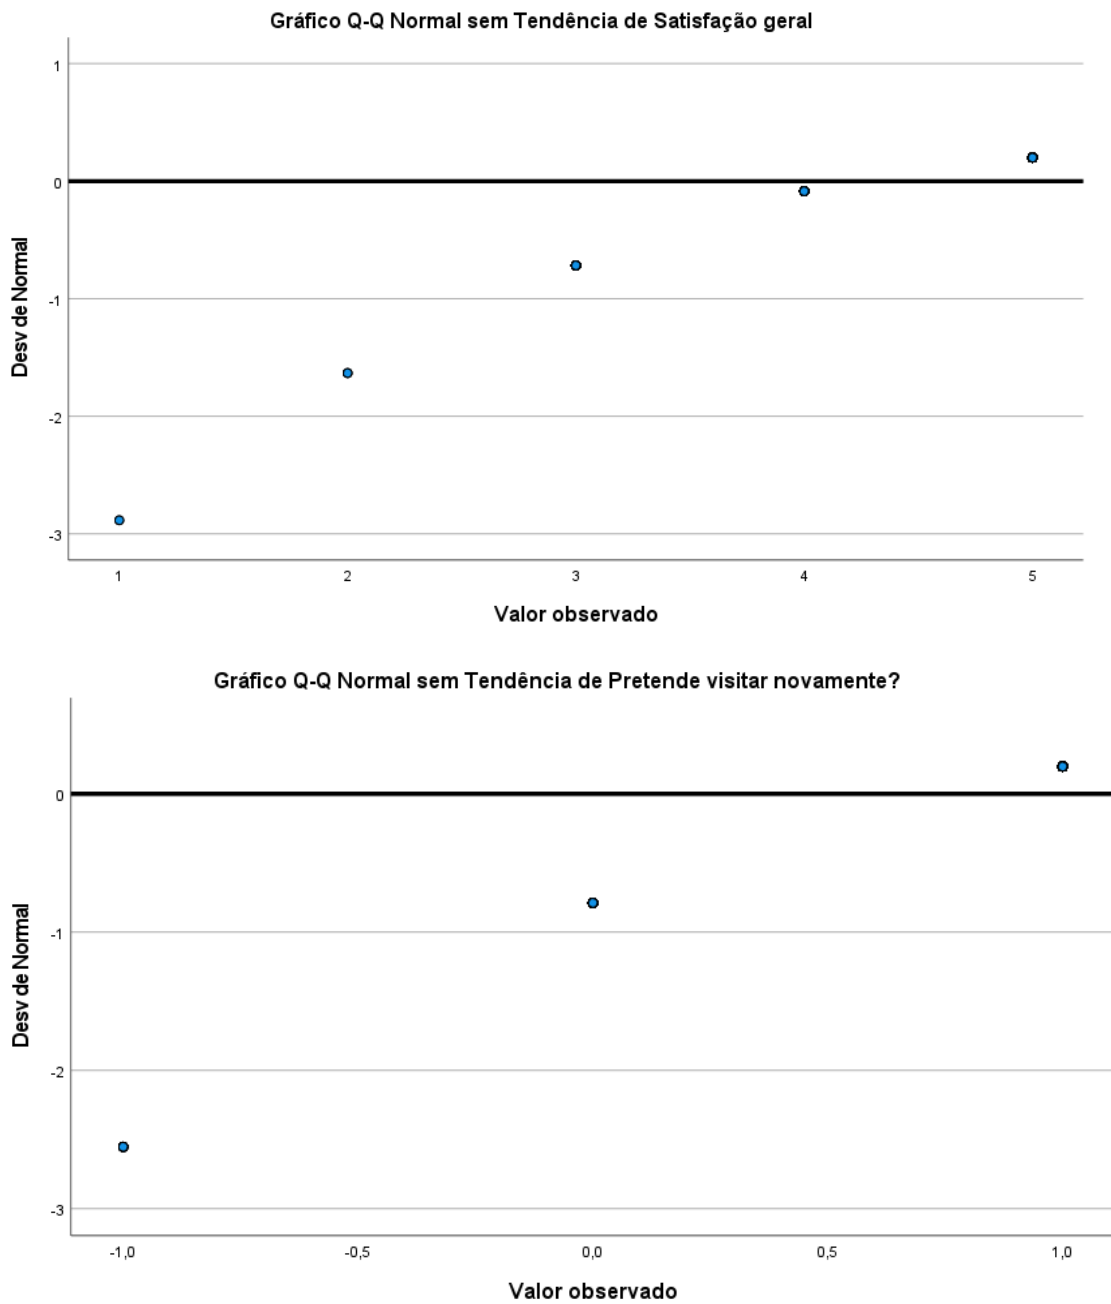 Gráfico Q-Q Normal sem Tendência de Satisfação geral
1
0
-1
-2
-3
Desv de Normal
1 2 3 4 5
Valor observado
Gráfico Q-Q Normal sem Tendência de Pretende visitar novamente?
0
-1
-2
-3
Desv de Normal
-1,0 -0,5 0,0 0,5 1,0
Valor observado